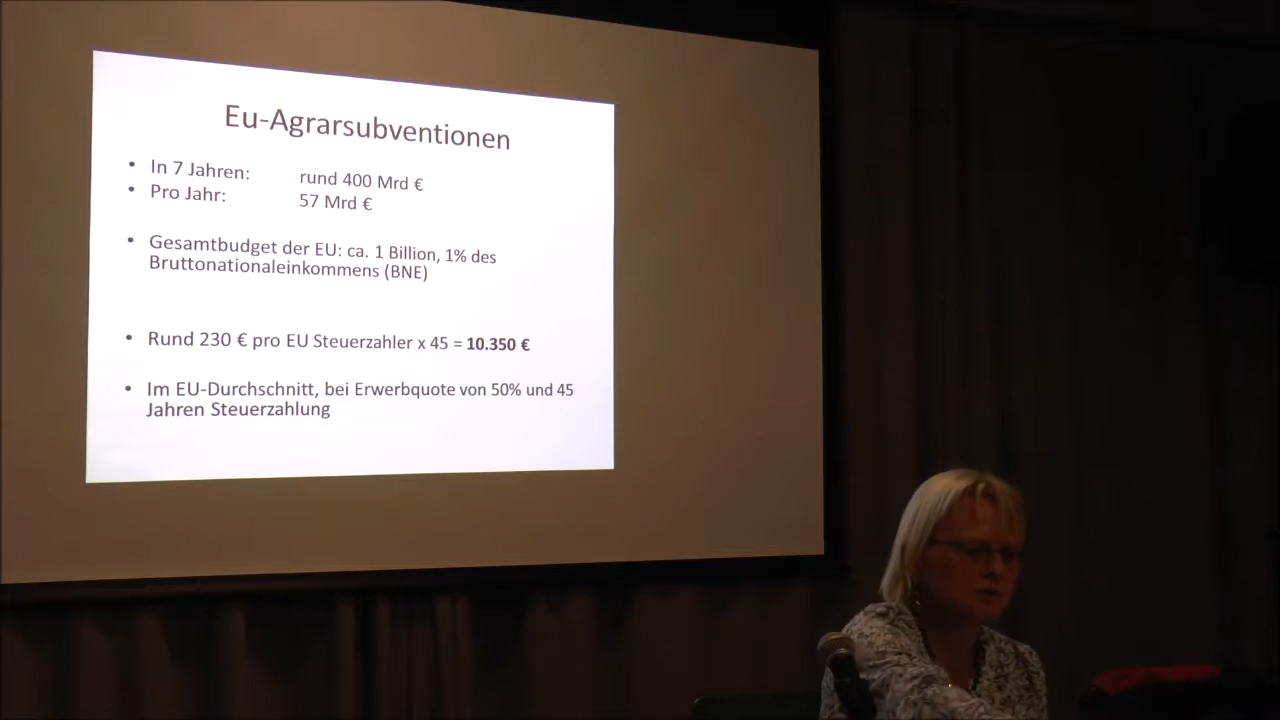 Eu-Agrarsubventionen
• In 7 Jahren: rund 400 Mrd €
• Pro Jahr: 57 Mrd €
• Gesamtbudget der EU: ca. 1 Billion, 1% des
Bruttonationaleinkommens (BNE)
• Rund 230 € pro EU Steuerzahler x 45 = 10.350 €
• Im EU-Durchschnitt, bei Erwerbquote von 50% und 45
Jahren Steuerzahlung